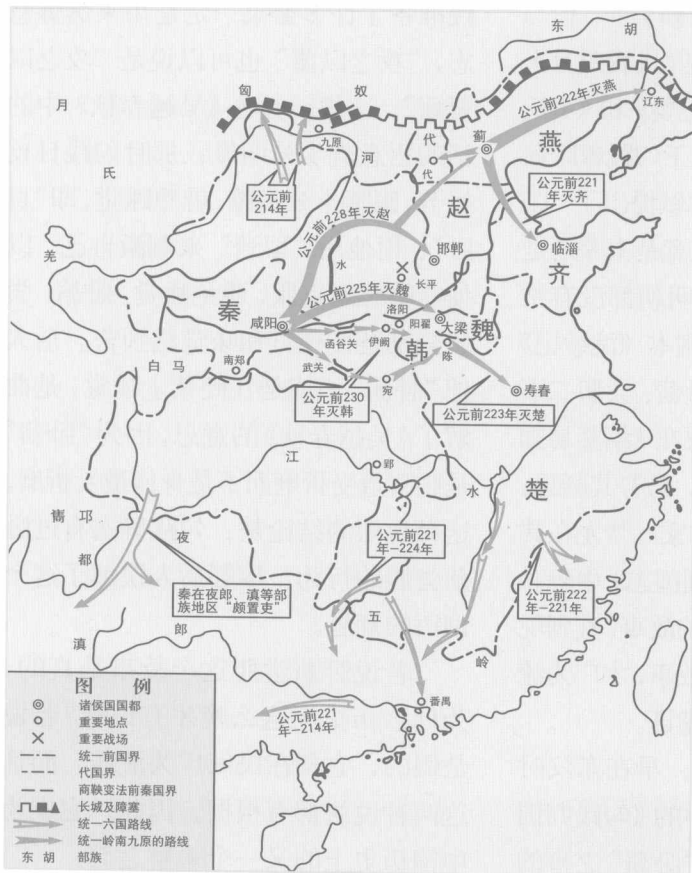 东 胡
匈 奴
月
氏
九原
河
公元前
214年
公元前222年灭燕
辽东
代
代
蓟
燕
公元前221
年灭齐
赵
公元前228年灭赵
邯郸
临淄
齐
羌
水
长平
公元前225年灭魏
秦
咸阳
洛阳
阳翟
大梁
魏
函谷关
伊阙
韩
陈
白 马
南郑
武关
宛
公元前230
年灭韩
寿春
公元前223年灭楚
江
郢
水
楚
巂 邛
都
夜
郎
滇
秦在夜郎、滇等部
族地区“颇置吏”
公元前221
年—224年
公元前222
年—221年
五
岭
番禺
公元前221
年—214年
图 例
诸侯国国都
重要地点
重要战场
统一前国界
代国界
商鞅变法前秦国界
长城及障塞
统一六国路线
统一岭南九原的路线
东 胡 部族